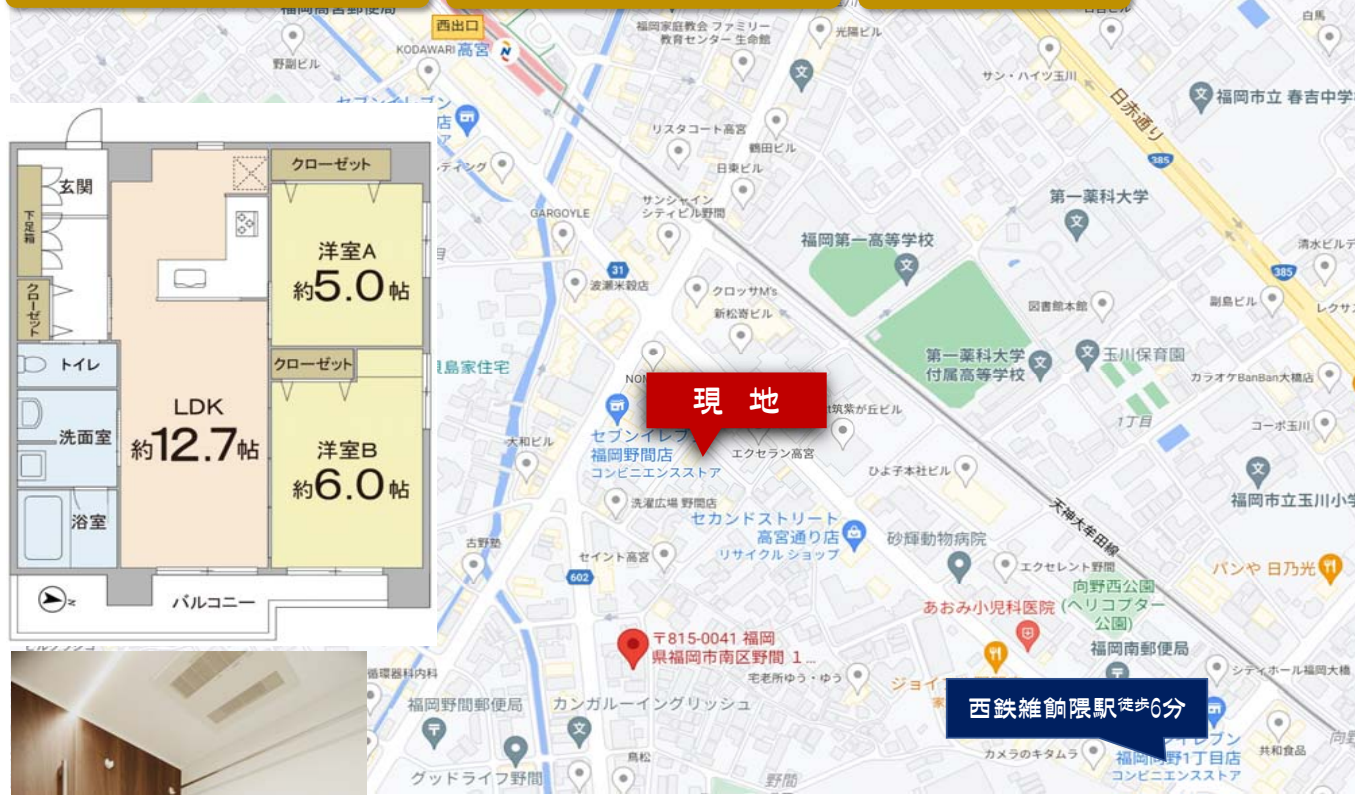 西出口
KODAWARI 高宮
野副ビル
福岡家庭教会 ファミリー
教育センター 生命館
光陽ビル
白馬
サン・ハイツ玉川
日赤通り
385
福岡市立 春吉中学
リスタコート高宮
鶴田ビル
日東ビル
サンシャイン
シティビル野間
GARGOYLE
第一薬科大学
福岡第一高等学校
31
波瀬米穀店
クロッサM's
新松嵜ビル
385
清水ビルデ
図書館本館
副島ビル
レクサス
第一薬科大学
付属高等学校
玉川保育園
カラオケBanBan大橋店
1丁目
コーポ玉川
現 地
筑紫が丘ビル
セブンイレブ
福岡野間店
コンビニエンスストア
エクセラン高宮
大和ビル
ひよ子本社ビル
福岡市立玉川小学
洗濯広場 野間店
セカンドストリート
高宮通り店
リサイクル ショップ
天神大牟田線
砂輝動物病院
古野塾
セイント高宮
602
エクセレント野間
パンや 日乃光
向野西公園
(ヘリコプター
公園)
あおみ小児科医院
福岡南郵便局
〒815-0041 福岡
県福岡市南区野間 1...
宅老所ゆう・ゆう
シティホール福岡大橋
ジョイ
西鉄雑餉隈駅徒歩6分
循環器科内科
福岡野間郵便局
カンガルーイングリッシュ
カメラのキタムラ
イレブン
福岡向野1丁目店
コンビニエンスストア
共和食品
グッドライフ野間
鳥松
野間
玄関
下足箱
クローゼット
クローゼット
洋室A
約5.0帖
トイレ
クローゼット
LDK
約12.7帖
洗面室
洋室B
約6.0帖
浴室
バルコニー
N